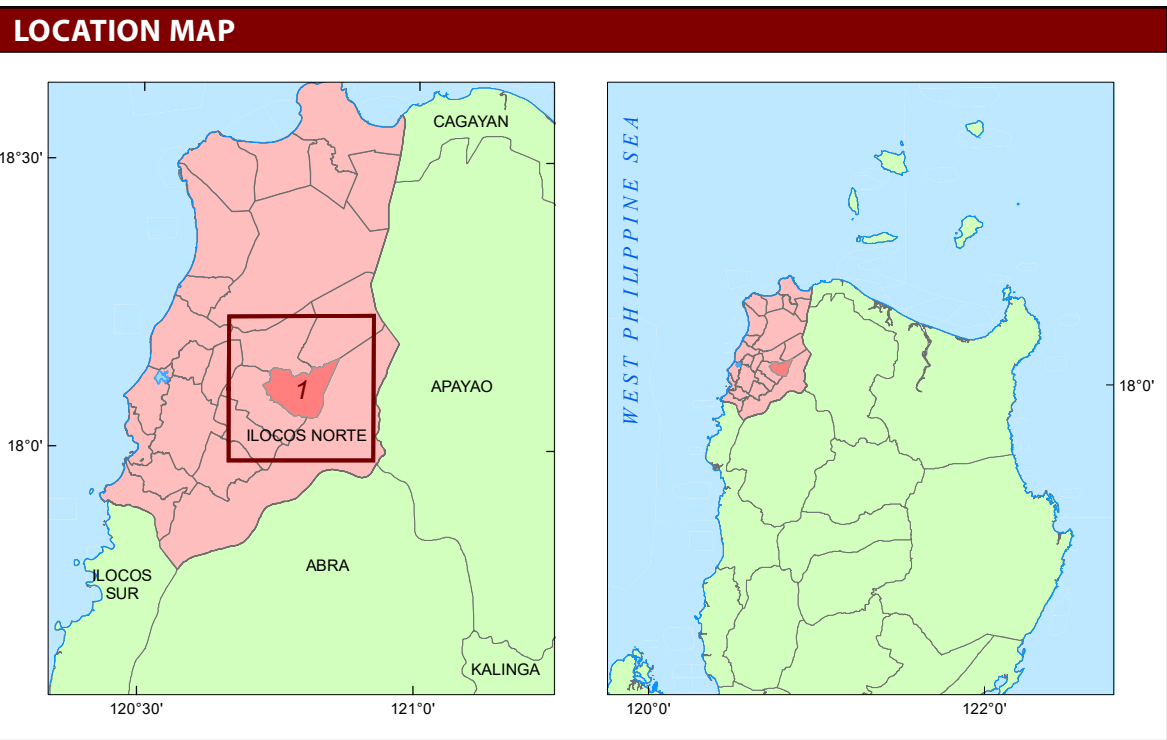 LOCATION MAP
CAGAYAN
18°30'
APAYAO
1
ILOCOS NORTE
18°0'
ABRA
ILOCOS
SUR
KALINGA
120°30'
121°0'
WEST PHILIPPINE SEA
18°0'
120°0'
122°0'